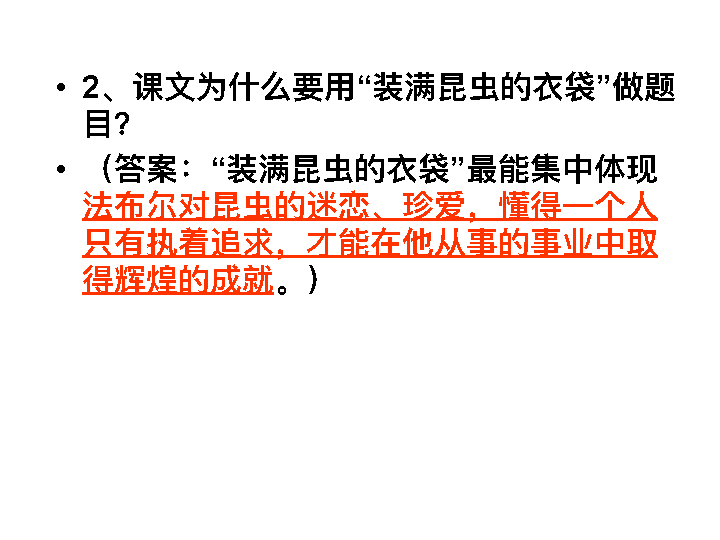 • 2、课文为什么要用“装满昆虫的衣袋”做题
目?
• （答案：“装满昆虫的衣袋”最能集中体现
法布尔对昆虫的迷恋、珍爱，懂得一个人
只有执着追求，才能在他从事的事业中取
得辉煌的成就。）